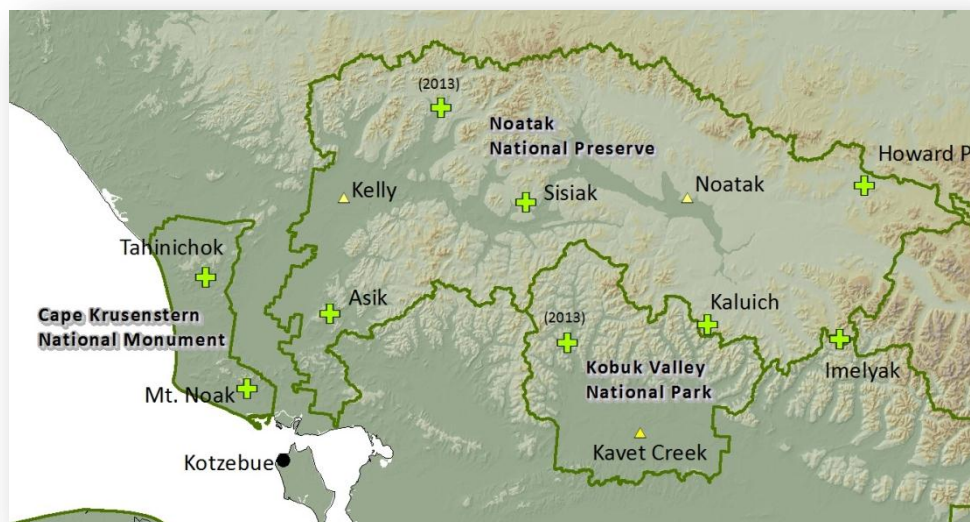 (2013)
Noatak
National Preserve
Howard P
Kelly
Sisiak
Noatak
Tahinichok
Asik
Kaluich
Cape Krusenstern
National Monument
(2013)
Kobuk Valley
National Park
Imelyak
Mt. Noak
Kavet Creek
Kotzebue